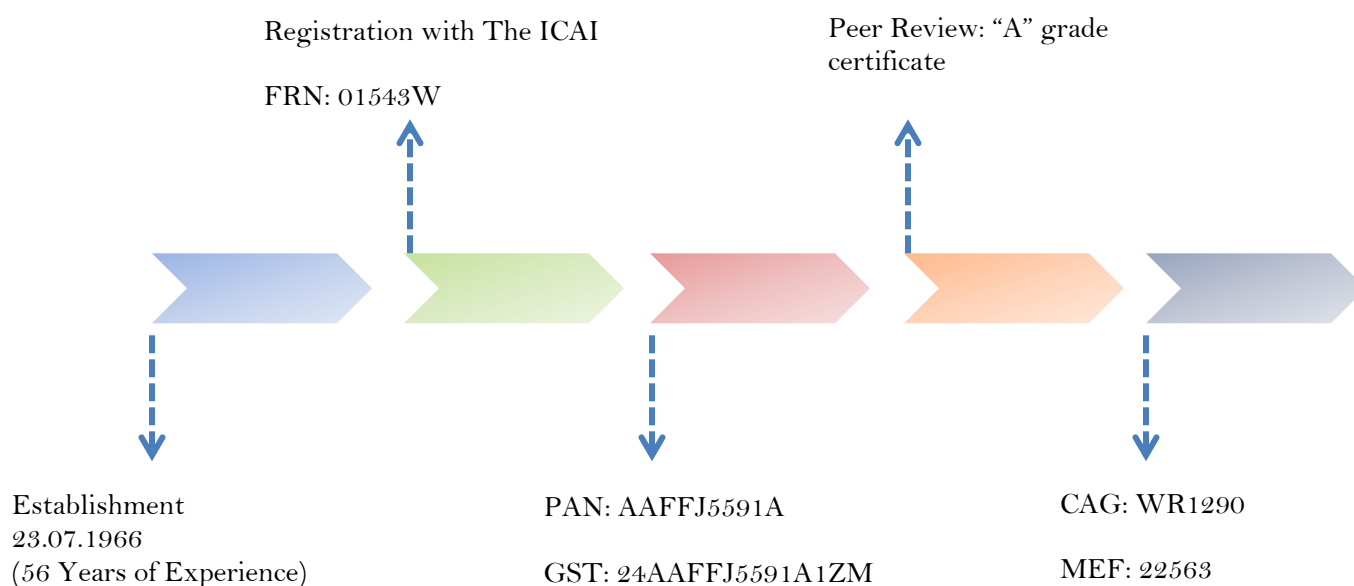 Registration with The ICAI
FRN: 01543W
Peer Review: “A” grade
certificate
Establishment
23.07.1966
(56 Years of Experience)
PAN: AAFFJ5591A
GST: 24AAFFJ5591A1ZM
CAG: WR1290
MEF: 22563